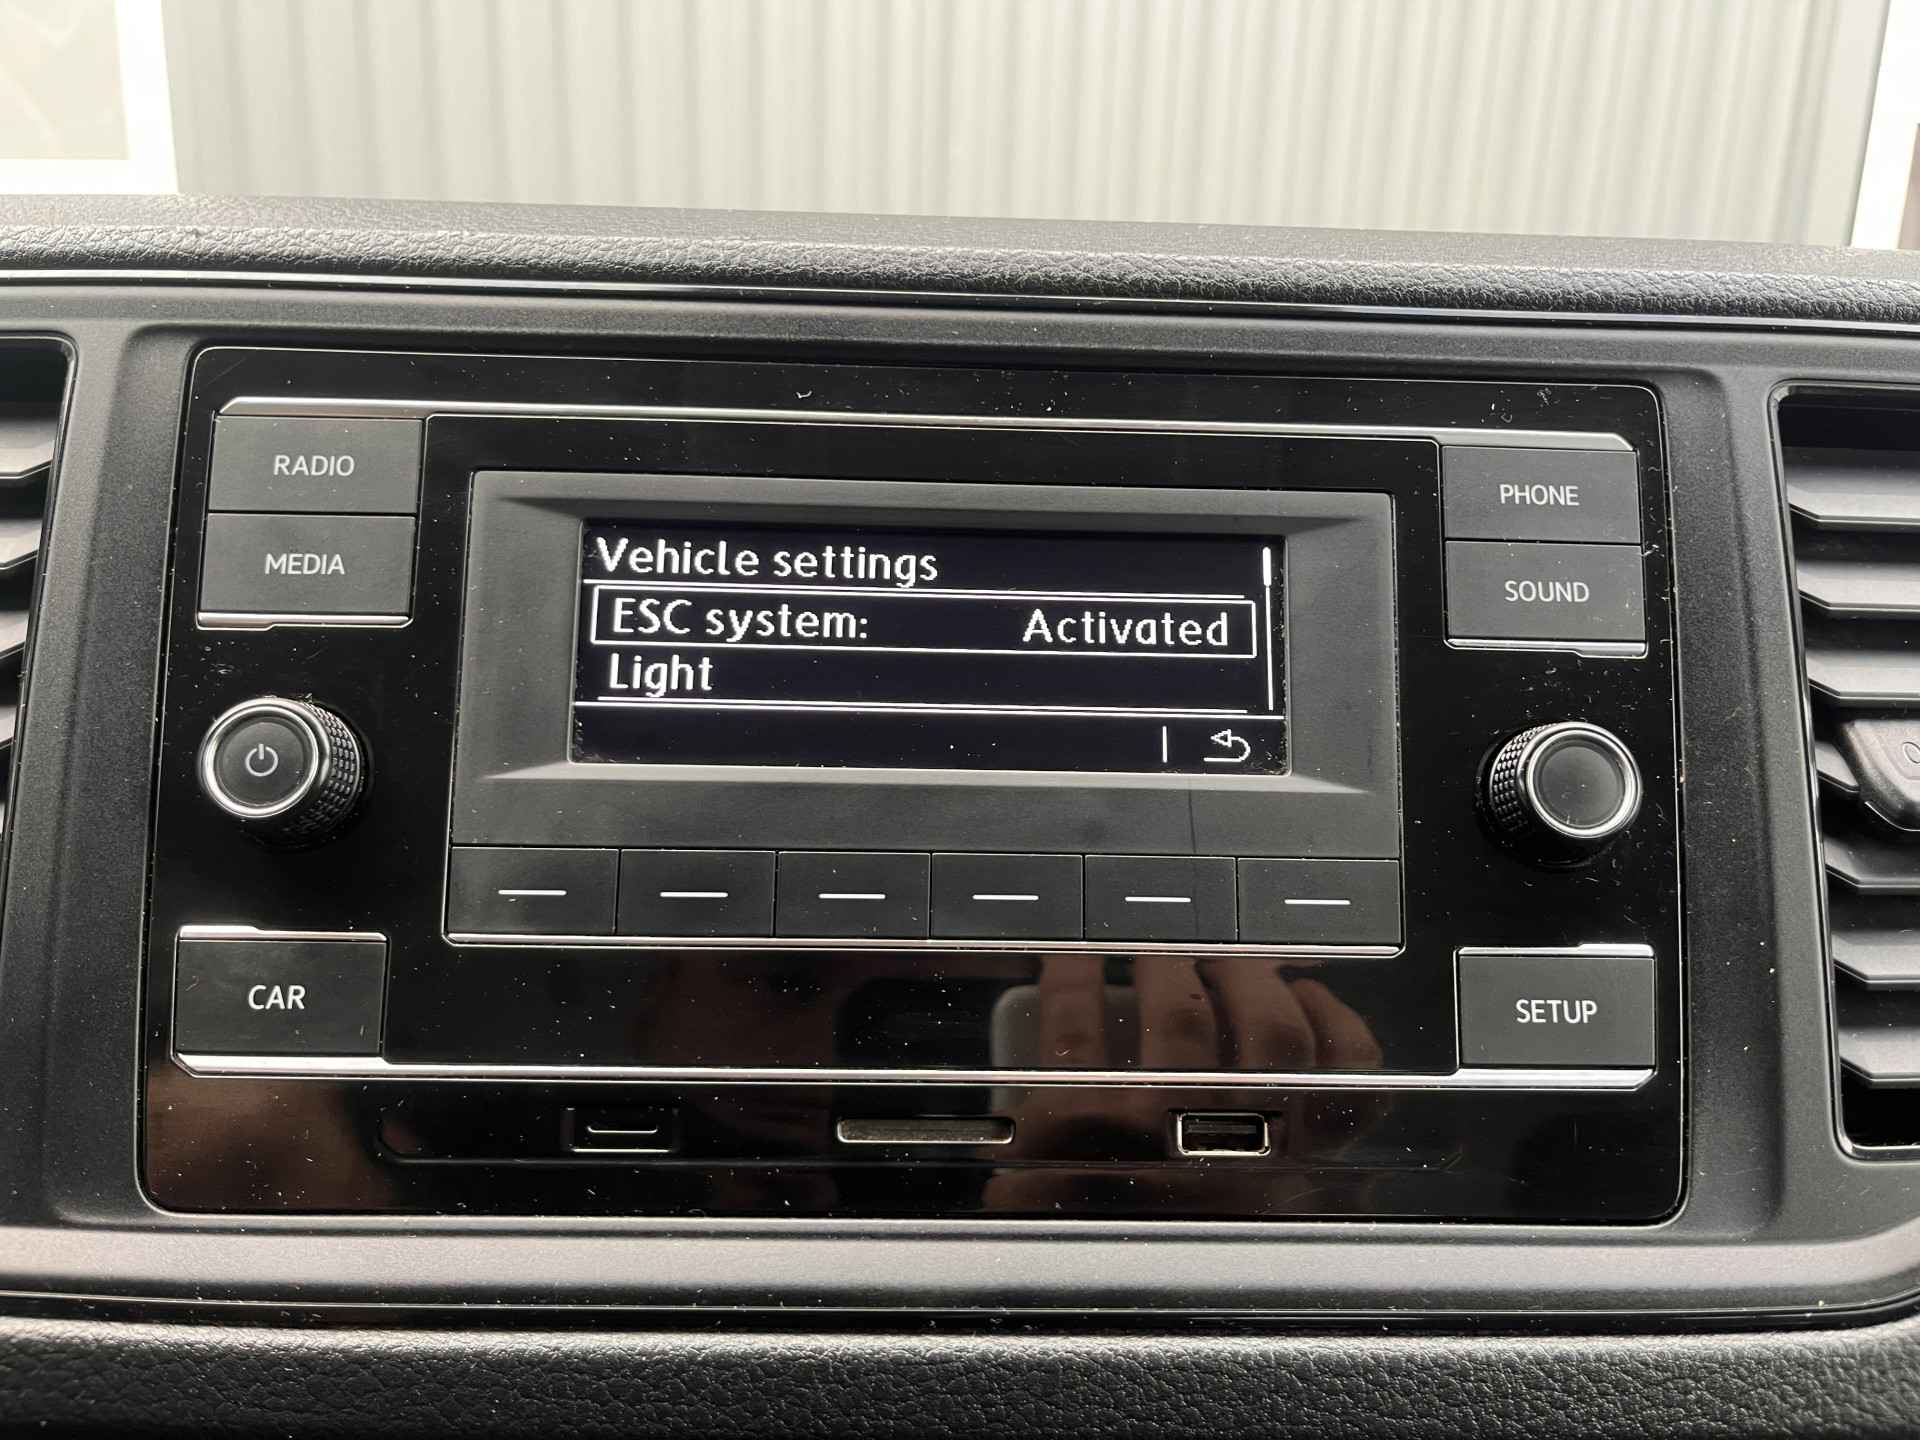 RADIO
MEDIA
PHONE
SOUND
Vehicle settings
ESC system: Activated
Light
CAR
SETUP